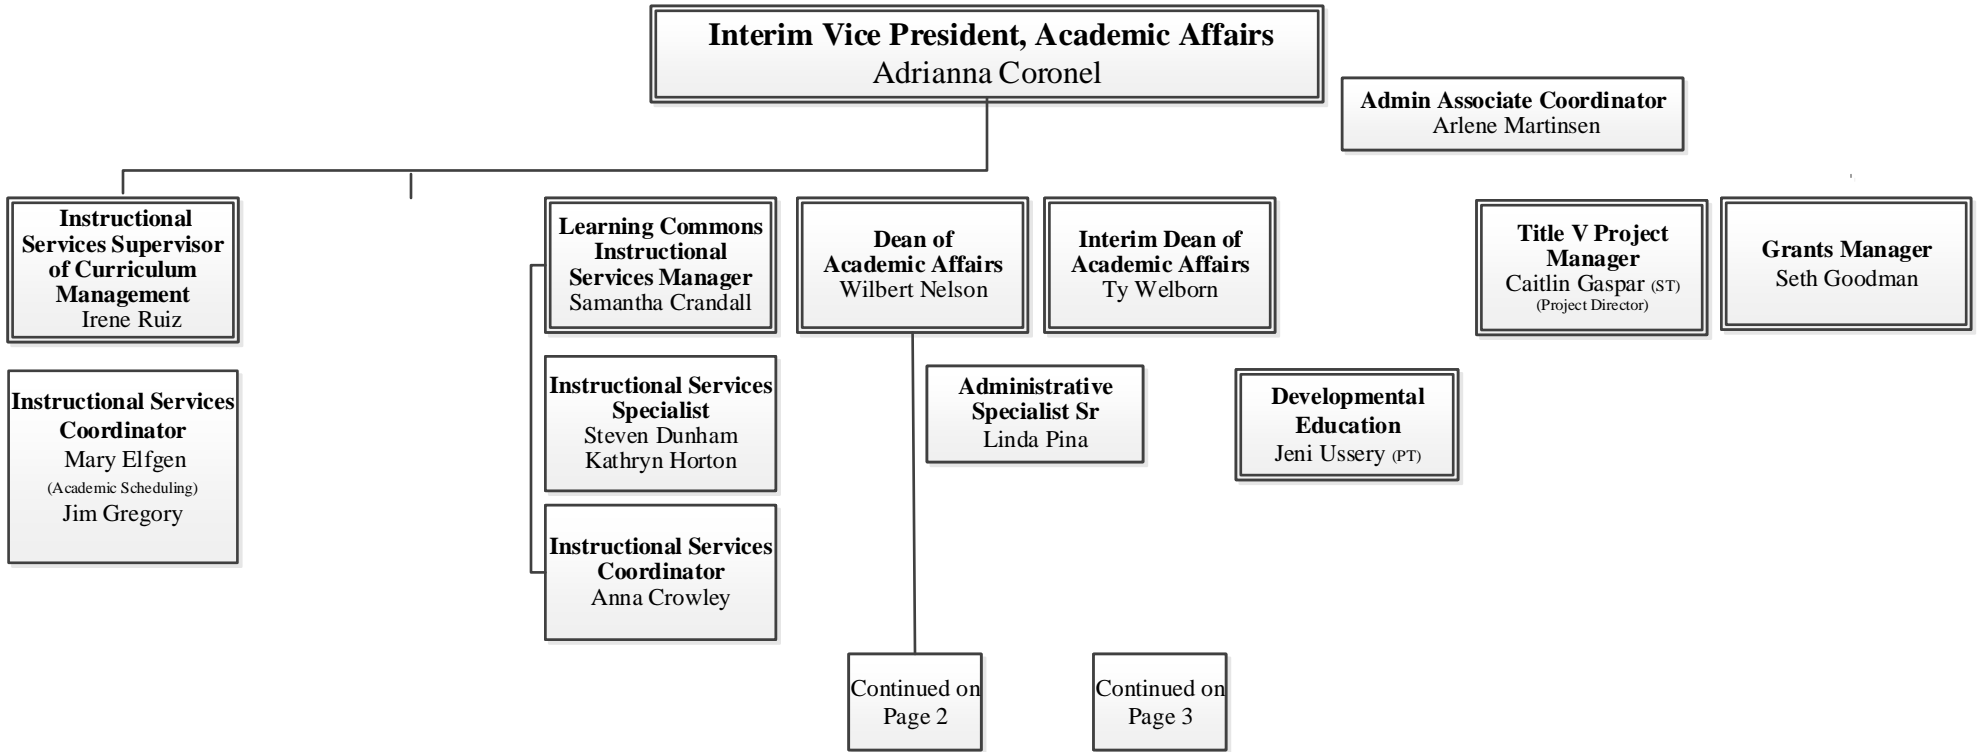 Interim Vice President, Academic Affairs
Adrianna Coronel
Admin Associate Coordinator
Arlene Martinsen
Instructional
Services Supervisor
of Curriculum
Management
Irene Ruiz
Learning Commons
Instructional
Services Manager
Samantha Crandall
Dean of
Academic Affairs
Wilbert Nelson
Interim Dean of
Academic Affairs
Ty Welborn
Title V Project
Manager
Caitlin Gaspar (ST)
(Project Director)
Grants Manager
Seth Goodman
Instructional Services
Coordinator
Mary Elfgen
(Academic Scheduling)
Jim Gregory
Instructional Services
Specialist
Steven Dunham
Kathryn Horton
Administrative
Specialist Sr
Linda Pina
Developmental
Education
Jeni Ussery (PT)
Instructional Services
Coordinator
Anna Crowley
Continued on
Page 2
Continued on
Page 3